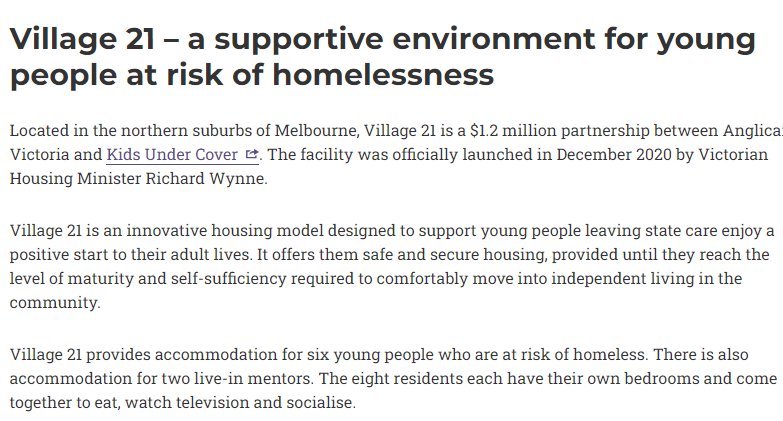 Village 21 – a supportive environment for young
people at risk of homelessness
Located in the northern suburbs of Melbourne, Village 21 is a $1.2 million partnership between
Victoria and Kids Under Cover. The facility was officially launched in December 2020 by Victorian
Housing Minister Richard Wynne.
Village 21 is an innovative housing model designed to support young people leaving state care enjoy a
positive start to their adult lives. It offers them safe and secure housing, provided until they reach the
level of maturity and self-sufficiency required to comfortably move into independent living in the
community.
Village 21 provides accommodation for six young people who are at risk of homeless. There is also
accommodation for two live-in mentors. The eight residents each have their own bedrooms and come
together to eat, watch television and socialise.